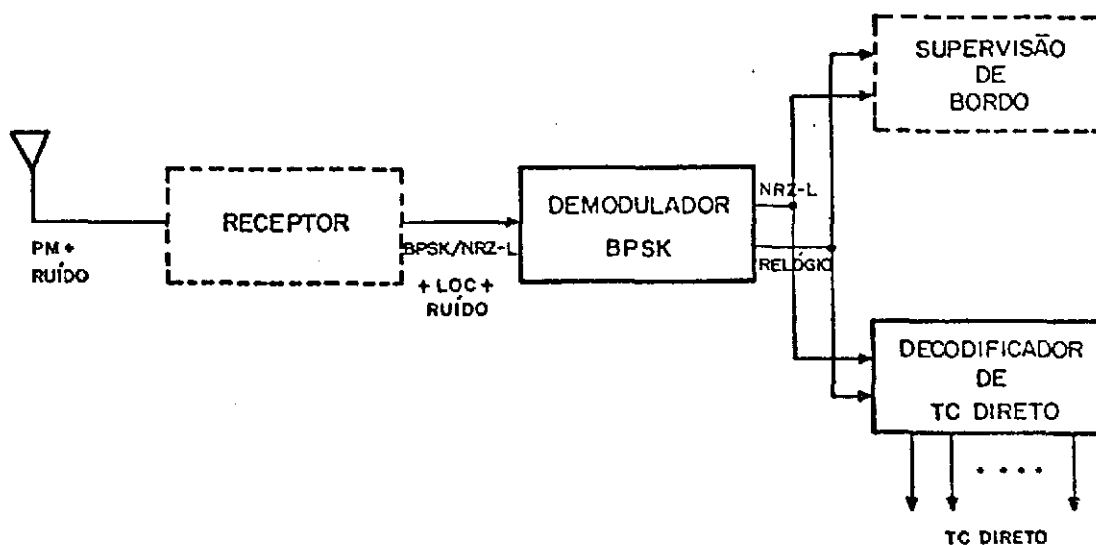 SUPERVISÃO
DE
BORDO
RECEPTOR
DEMODULADOR
BPSK
NRZ-L
RELÓGIO
PM +
RUÍDO
BPSK/NRZ-L
+ LOC +
RUÍDO
DECODIFICADOR
DE
TC DIRETO
TC DIRETO